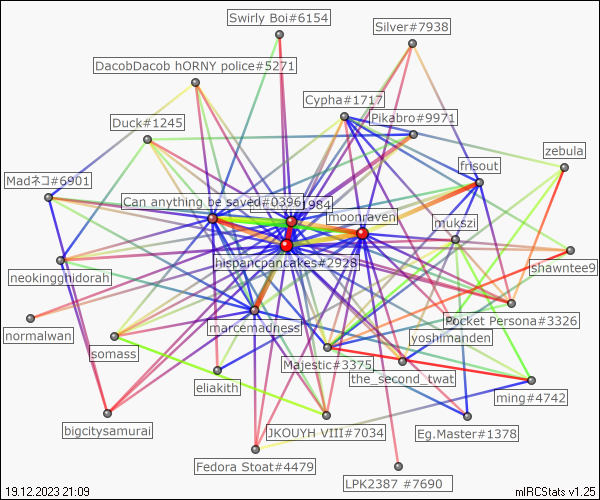 Swirly Boi#6154
Silver#7938
DacobDacob hORNY police#5271
Cypha#1717
Pikabro#9971
Duck#1245
zebula
frisout
Madネコ#6901
Can anything be saved#0396
1984
moonraven
mukszi
hispancpancakes#2928
shawntee9
neokingghidorah
normalwan
marcemadness
Pocket Persona#3326
yoshimanden
somass
Majestic#3375
the_second_twat
eliakith
ming#4742
bigcitysamurai
JKOUYH VIII#7034
Eg.Master#1378
Fedora Stoat#4479
LPK2387 #7690
19.12.2023 21:09
mIRCStats v1.25